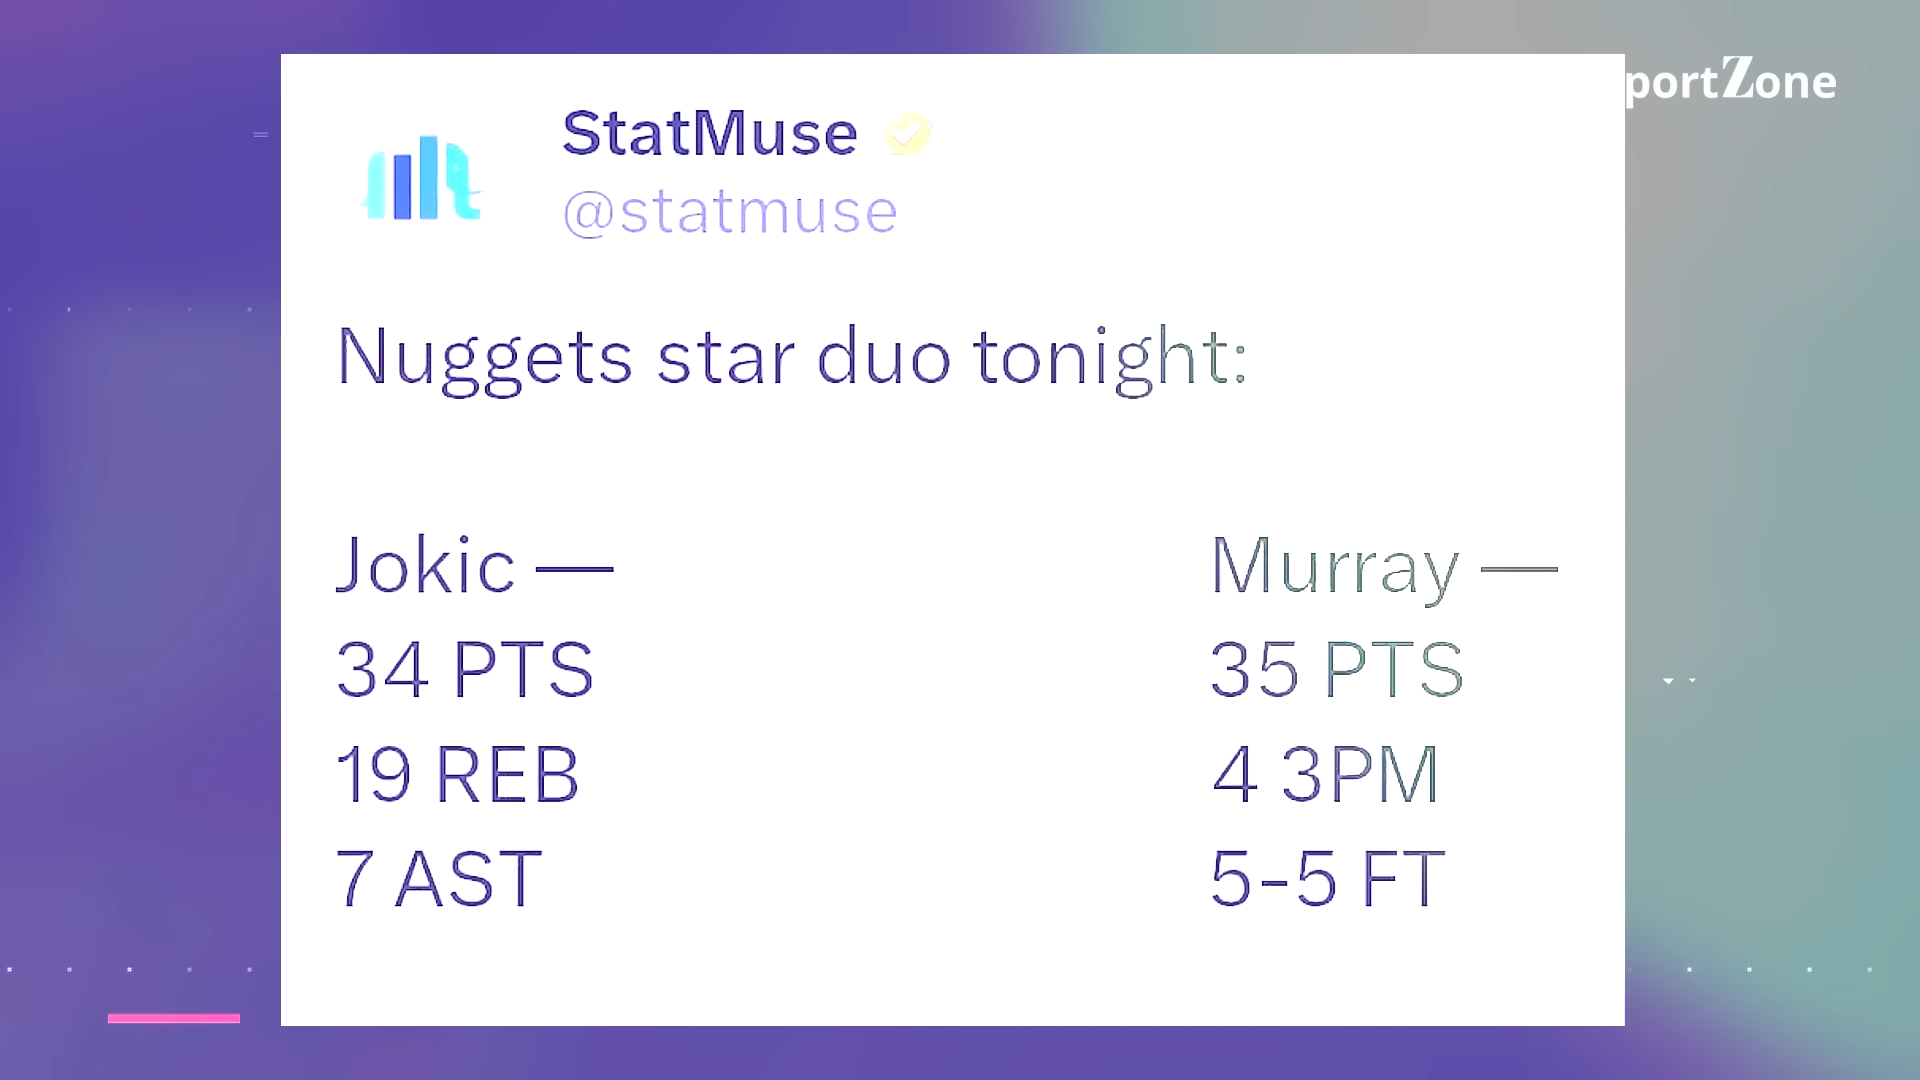 portZone
StatMuse
@statmuse
Nuggets star duo tonight:
Jokic —
34 PTS
19 REB
7 AST
Murray —
35 PTS
4 3PM
5-5 FT